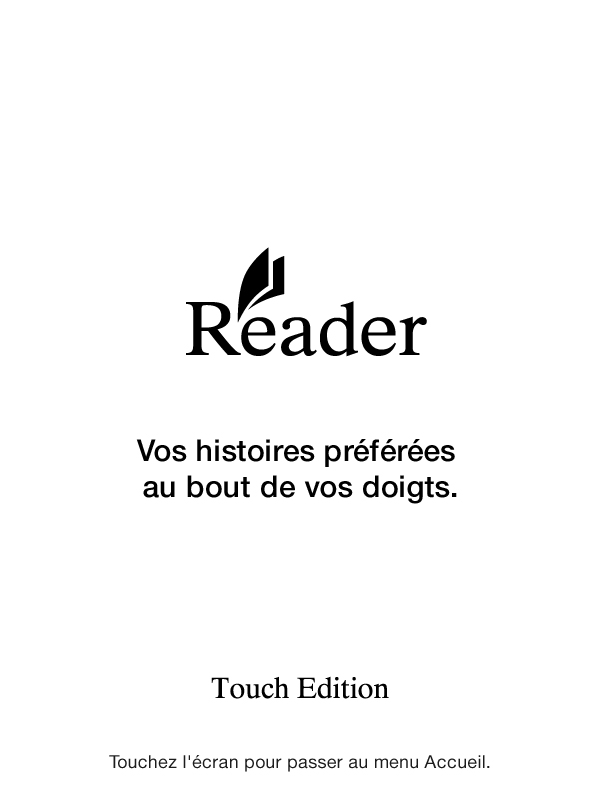 Reader
Vos histoires préférées
au bout de vos doigts.
Touch Edition
Touchez l'écran pour passer au menu Accueil.